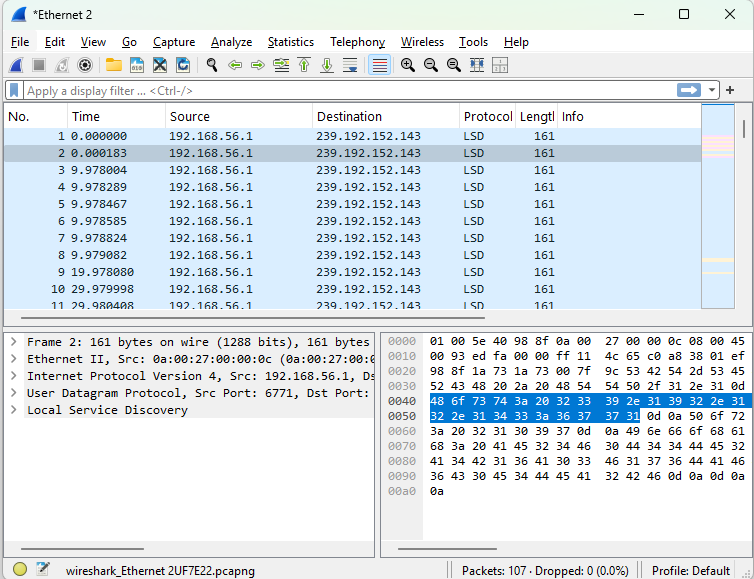 *Ethernet 2
File Edit View Go Capture Analyze Statistics Telephony Wireless Tools Help
Apply a display filter ... <Ctrl-/>
No. Time Source Destination Protocol Lengtl Info
1 0.000000 192.168.56.1 239.192.152.143 LSD 161
2 0.000183 192.168.56.1 239.192.152.143 LSD 161
3 9.978004 192.168.56.1 239.192.152.143 LSD 161
4 9.978289 192.168.56.1 239.192.152.143 LSD 161
5 9.978467 192.168.56.1 239.192.152.143 LSD 161
6 9.978585 192.168.56.1 239.192.152.143 LSD 161
7 9.978824 192.168.56.1 239.192.152.143 LSD 161
8 9.979082 192.168.56.1 239.192.152.143 LSD 161
9 19.978080 192.168.56.1 239.192.152.143 LSD 161
10 29.979998 192.168.56.1 239.192.152.143 LSD 161
11 29.980408 192.168.56.1 239.192.152.143 LSD 161
Frame 2: 161 bytes on wire (1288 bits), 161 bytes
Ethernet II, Src: 0a:00:27:00:00:0c (0a:00:27:00:0
Internet Protocol Version 4, Src: 192.168.56.1, Ds
User Datagram Protocol, Src Port: 6771, Dst Port:
Local Service Discovery
0000 01 00 5e 40 98 8f 0a 00 27 00 00 0c 08 00 45
0010 00 93 ed fa 00 00 ff 11 4c 65 c0 a8 38 01 ef
0020 98 8f 1a 73 1a 73 00 7f 9c 53 42 54 2d 53 45
0030 52 43 48 20 2a 20 48 54 54 50 2f 31 2e 31 0d
0040 48 6f 73 74 3a 20 32 33 39 2e 31 39 32 2e 31
0050 32 2e 31 34 33 3a 36 37 37 31 0d 0a 50 6f 72
0060 3a 20 32 31 30 39 37 0d 0a 49 6e 66 6f 68 61
0070 68 3a 20 41 45 32 34 46 30 44 34 34 44 45 32
0080 41 34 42 31 36 41 30 33 46 31 37 36 44 41 46
0090 36 43 30 45 34 44 45 41 32 42 46 0d 0a 0d 0a
00a0 0a
wireshark_Ethernet 2UF7E22.pcapng
Packets: 107 · Dropped: 0 (0.0%)
Profile: Default